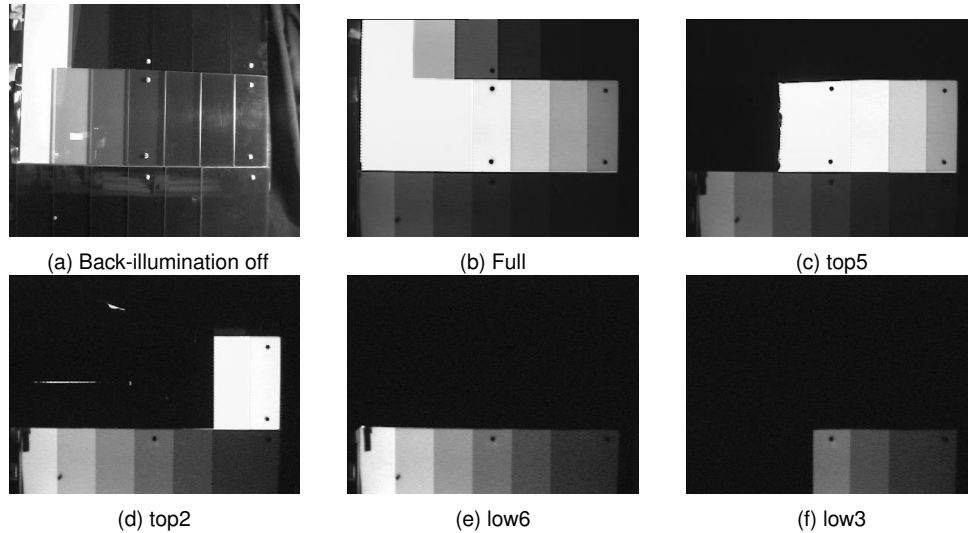 (a) Back-illumination off
(b) Full
(c) top5
(d) top2
(e) low6
(f) low3